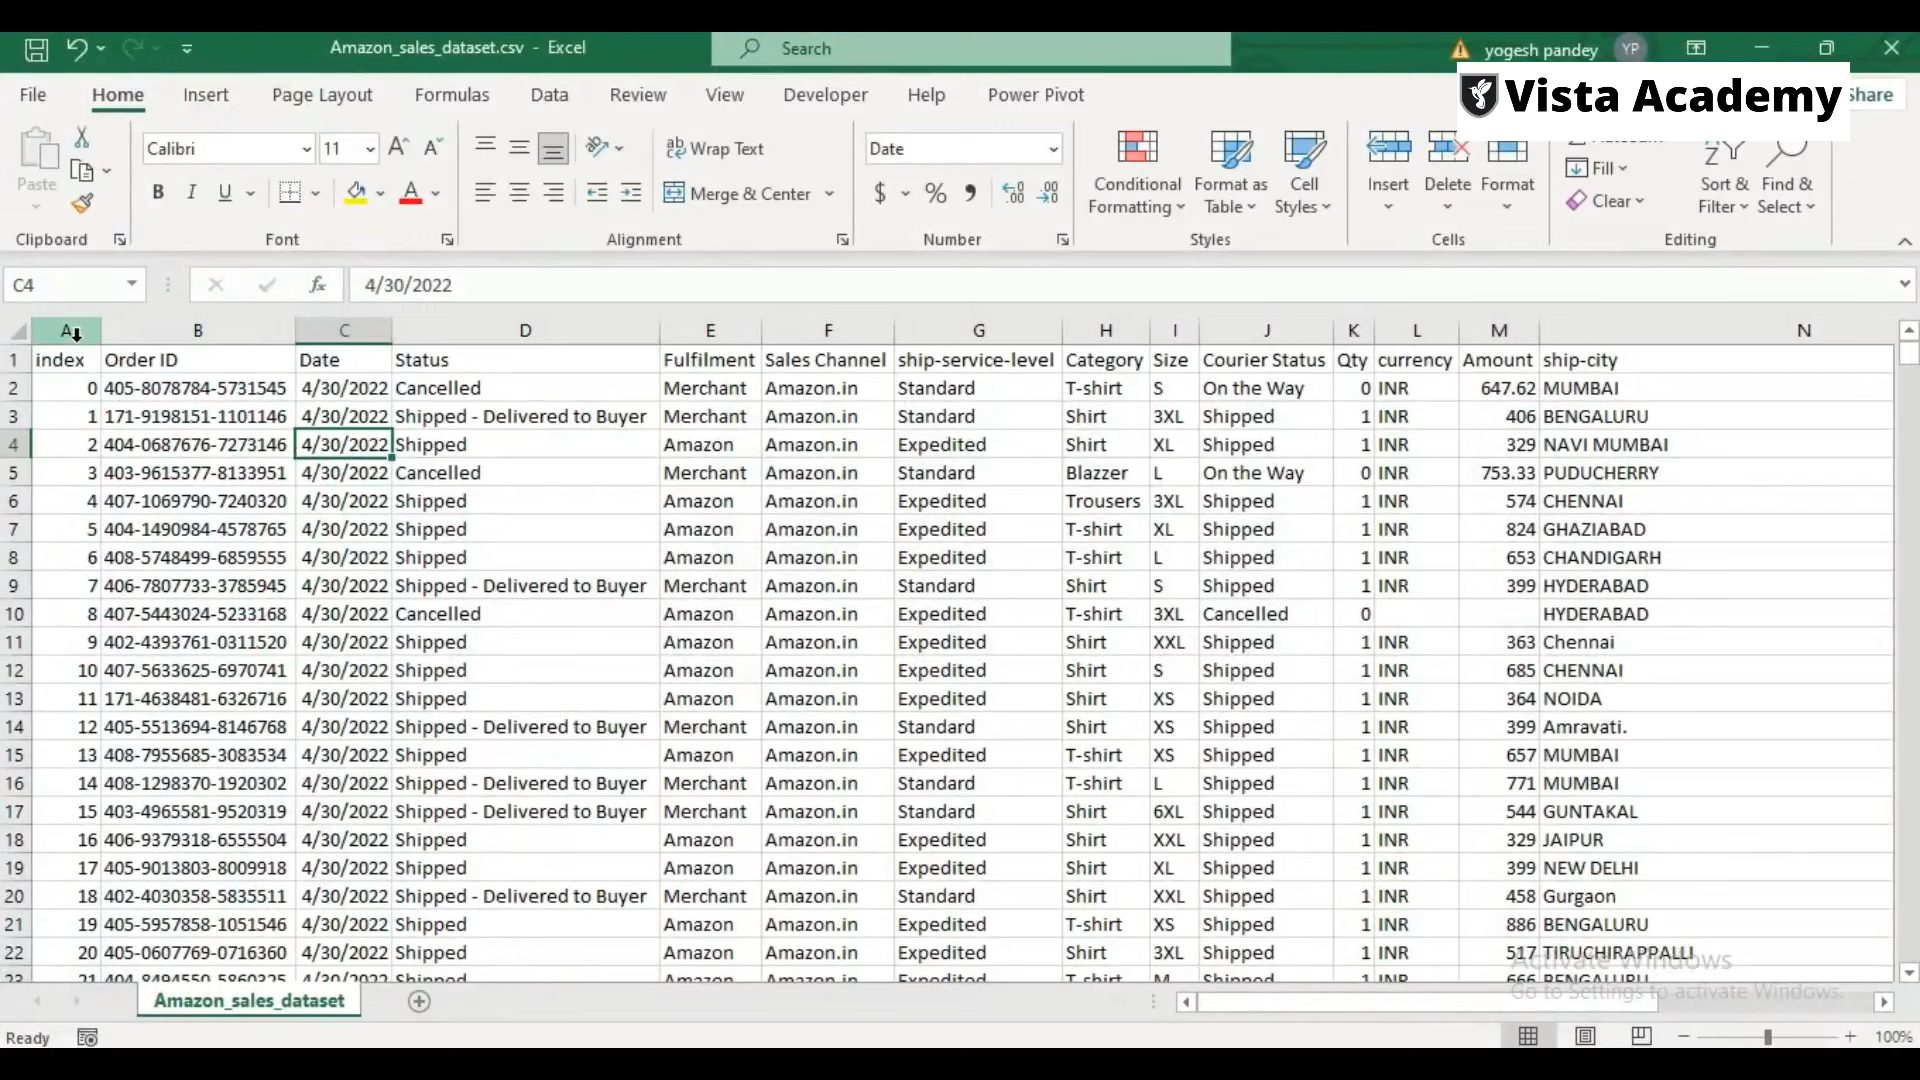 Amazon_sales_dataset.csv - Excel
Search
yogesh pandey YP
Vista Academy
File Home Insert Page Layout Formulas Data Review View Developer Help Power Pivot Share
Paste
Calibri 11
Wrap Text
Merge & Center
Date
Conditional Formatting
Format as Table
Cell Styles
Insert Delete Format
Fill
Clear
Sort & Filter
Find & Select
Clipboard Font Alignment Number Styles Cells Editing
C4 fx 4/30/2022
A B C D E F G H I J K L M N
1 index Order ID Date Status Fulfilment Sales Channel ship-service-level Category Size Courier Status Qty currency Amount ship-city
2 0 405-8078784-5731545 4/30/2022 Cancelled Merchant Amazon.in Standard T-shirt S On the Way 0 INR 647.62 MUMBAI
3 1 171-9198151-1101146 4/30/2022 Shipped - Delivered to Buyer Merchant Amazon.in Standard Shirt 3XL Shipped 1 INR 406 BENGALURU
4 2 404-0687676-7273146 4/30/2022 Shipped Amazon Amazon.in Expedited Shirt XL Shipped 1 INR 329 NAVI MUMBAI
5 3 403-9615377-8133951 4/30/2022 Cancelled Merchant Amazon.in Standard Blazzer L On the Way 0 INR 753.33 PUDUCHERRY
6 4 407-1069790-7240320 4/30/2022 Shipped Amazon Amazon.in Expedited Trousers 3XL Shipped 1 INR 574 CHENNAI
7 5 404-1490984-4578765 4/30/2022 Shipped Amazon Amazon.in Expedited T-shirt XL Shipped 1 INR 824 GHAZIABAD
8 6 408-5748499-6859555 4/30/2022 Shipped Amazon Amazon.in Expedited T-shirt L Shipped 1 INR 653 CHANDIGARH
9 7 406-7807733-3785945 4/30/2022 Shipped - Delivered to Buyer Merchant Amazon.in Standard Shirt S Shipped 1 INR 399 HYDERABAD
10 8 407-5443024-5233168 4/30/2022 Cancelled Amazon Amazon.in Expedited T-shirt 3XL Cancelled 0 HYDERABAD
11 9 402-4393761-0311520 4/30/2022 Shipped Amazon Amazon.in Expedited Shirt XXL Shipped 1 INR 363 Chennai
12 10 407-5633625-6970741 4/30/2022 Shipped Amazon Amazon.in Expedited Shirt S Shipped 1 INR 685 CHENNAI
13 11 171-4638481-6326716 4/30/2022 Shipped Amazon Amazon.in Expedited Shirt XS Shipped 1 INR 364 NOIDA
14 12 405-5513694-8146768 4/30/2022 Shipped - Delivered to Buyer Merchant Amazon.in Standard Shirt XS Shipped 1 INR 399 Amravati.
15 13 408-7955685-3083534 4/30/2022 Shipped Amazon Amazon.in Expedited T-shirt XS Shipped 1 INR 657 MUMBAI
16 14 408-1298370-1920302 4/30/2022 Shipped - Delivered to Buyer Merchant Amazon.in Standard T-shirt L Shipped 1 INR 771 MUMBAI
17 15 403-4965581-9520319 4/30/2022 Shipped - Delivered to Buyer Merchant Amazon.in Standard Shirt 6XL Shipped 1 INR 544 GUNTAKAL
18 16 406-9379318-6555504 4/30/2022 Shipped Amazon Amazon.in Expedited Shirt XXL Shipped 1 INR 329 JAIPUR
19 17 405-9013803-8009918 4/30/2022 Shipped Amazon Amazon.in Expedited Shirt XL Shipped 1 INR 399 NEW DELHI
20 18 402-4030358-5835511 4/30/2022 Shipped - Delivered to Buyer Merchant Amazon.in Standard Shirt XXL Shipped 1 INR 458 Gurgaon
21 19 405-5957858-1051546 4/30/2022 Shipped Amazon Amazon.in Expedited T-shirt XS Shipped 1 INR 886 BENGALURU
22 20 405-0607769-0716360 4/30/2022 Shipped Amazon Amazon.in Expedited Shirt 3XL Shipped 1 INR 517 TIRUCHIRAPPALLI
Activate Windows
Go to Settings to activate Windows.
Amazon_sales_dataset
Ready 100%